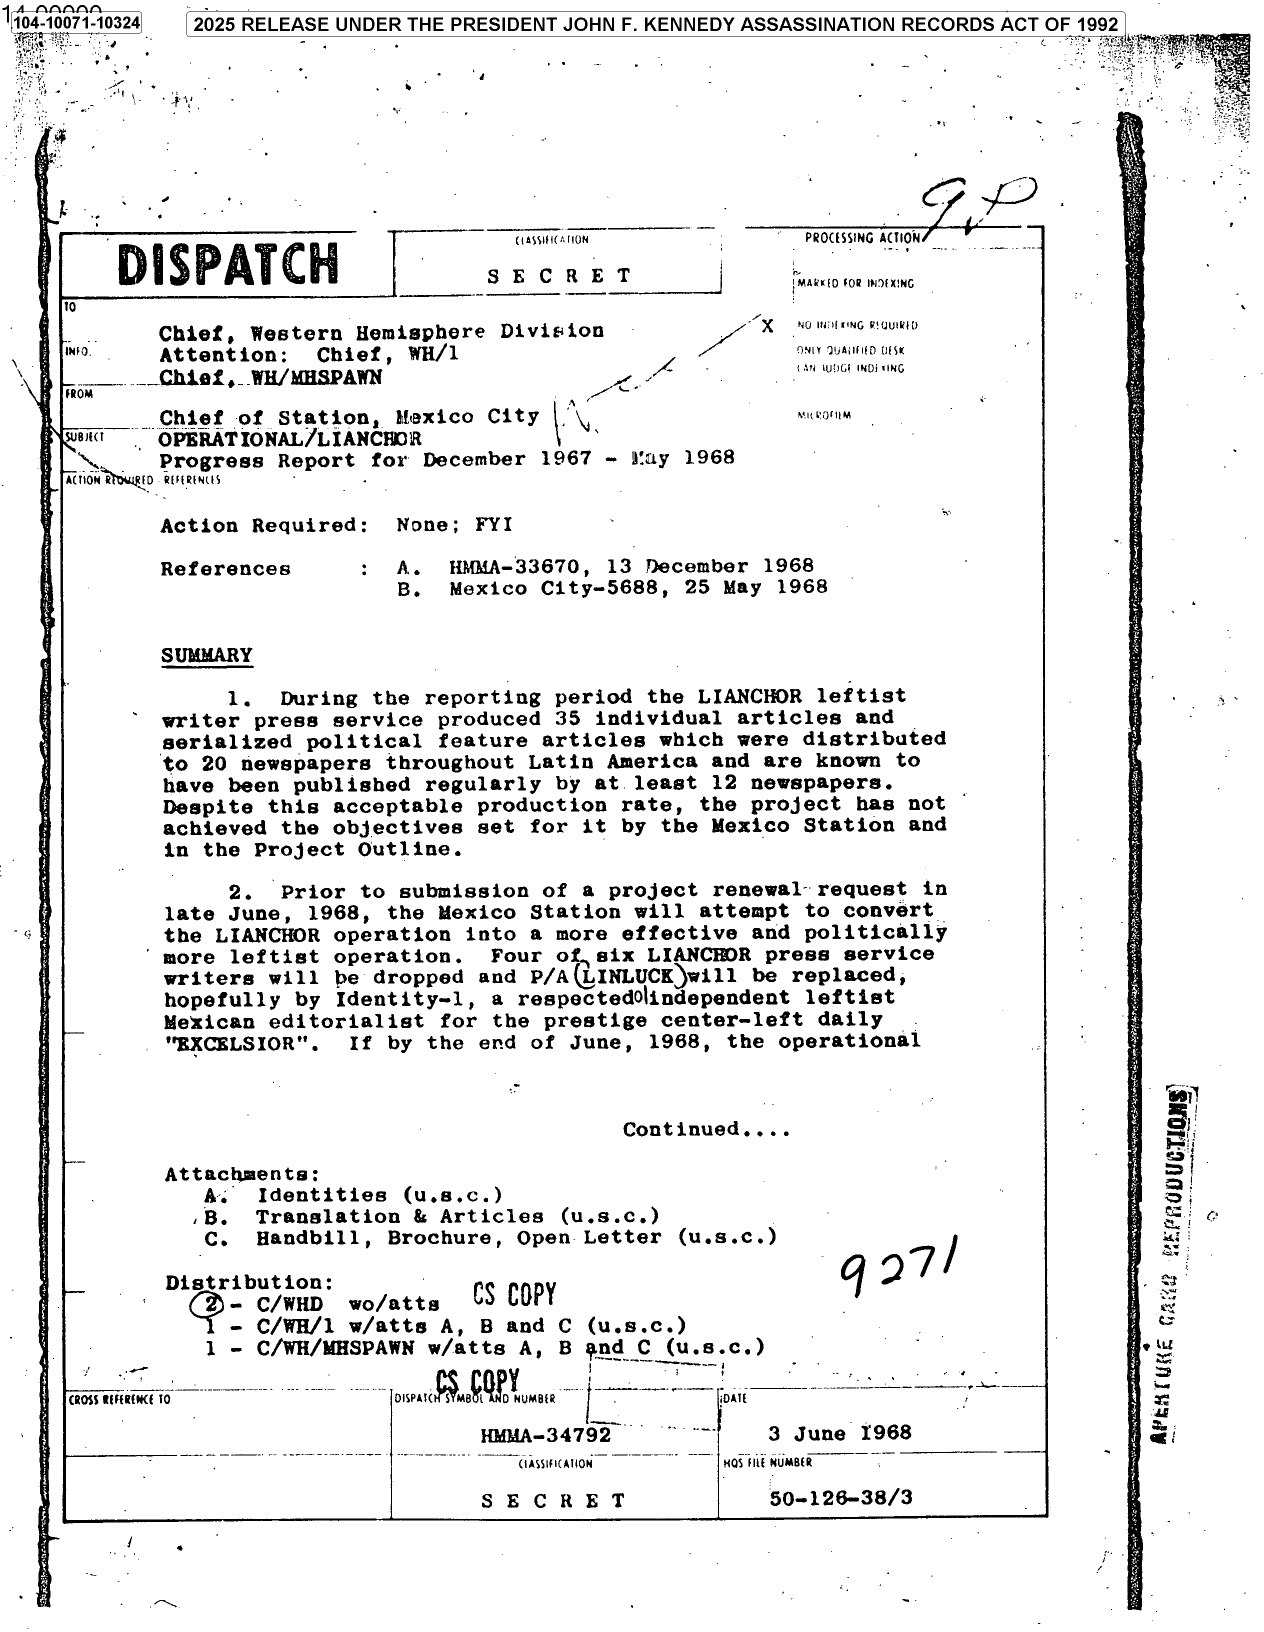 14-00000
104-10071-10324
2025 RELEASE UNDER THE PRESIDENT JOHN F. KENNEDY ASSASSINATION RECORDS ACT OF 1992
DISPATCH
CLASSIFICATION
S E C R E T
PROCESSING ACTION
MARKED FOR INDEXING
X NO INDEXING REQUIRED
ONLY QUALIFIED DESK
CAN JUDGE INDEXING
MICROFILM
TO
Chief, Western Hemisphere Division
INFO.
Attention: Chief, WH/1
Chief, WH/MHSPAWN
FROM
Chief of Station, Mexico City
SUBJECT
OPERATIONAL/LIANCHOR
Progress Report for December 1967 - May 1968
ACTION REQUIRED - REFERENCES
Action Required: None; FYI
References : A. HMMA-33670, 13 December 1968
B. Mexico City-5688, 25 May 1968
SUMMARY
1. During the reporting period the LIANCHOR leftist
writer press service produced 35 individual articles and
serialized political feature articles which were distributed
to 20 newspapers throughout Latin America and are known to
have been published regularly by at least 12 newspapers.
Despite this acceptable production rate, the project has not
achieved the objectives set for it by the Mexico Station and
in the Project Outline.
2. Prior to submission of a project renewal request in
late June, 1968, the Mexico Station will attempt to convert
the LIANCHOR operation into a more effective and politically
more leftist operation. Four of six LIANCHOR press service
writers will be dropped and P/A LINLUCK will be replaced,
hopefully by Identity-1, a respected independent leftist
Mexican editorialist for the prestige center-left daily
"EXCELSIOR". If by the end of June, 1968, the operational
Continued....
Attachments:
A. Identities (u.s.c.)
B. Translation & Articles (u.s.c.)
C. Handbill, Brochure, Open Letter (u.s.c.)
9271
Distribution:
2 - C/WHD wo/atts CS COPY
1 - C/WH/1 w/atts A, B and C (u.s.c.)
1 - C/WH/MHSPAWN w/atts A, B and C (u.s.c.)
CS COPY
CROSS REFERENCE TO
DISPATCH SYMBOL AND NUMBER
DATE
HMMA-34792
3 June 1968
CLASSIFICATION
HQS FILE NUMBER
S E C R E T
50-126-38/3
APERTURE CARD REPRODUCTIONS